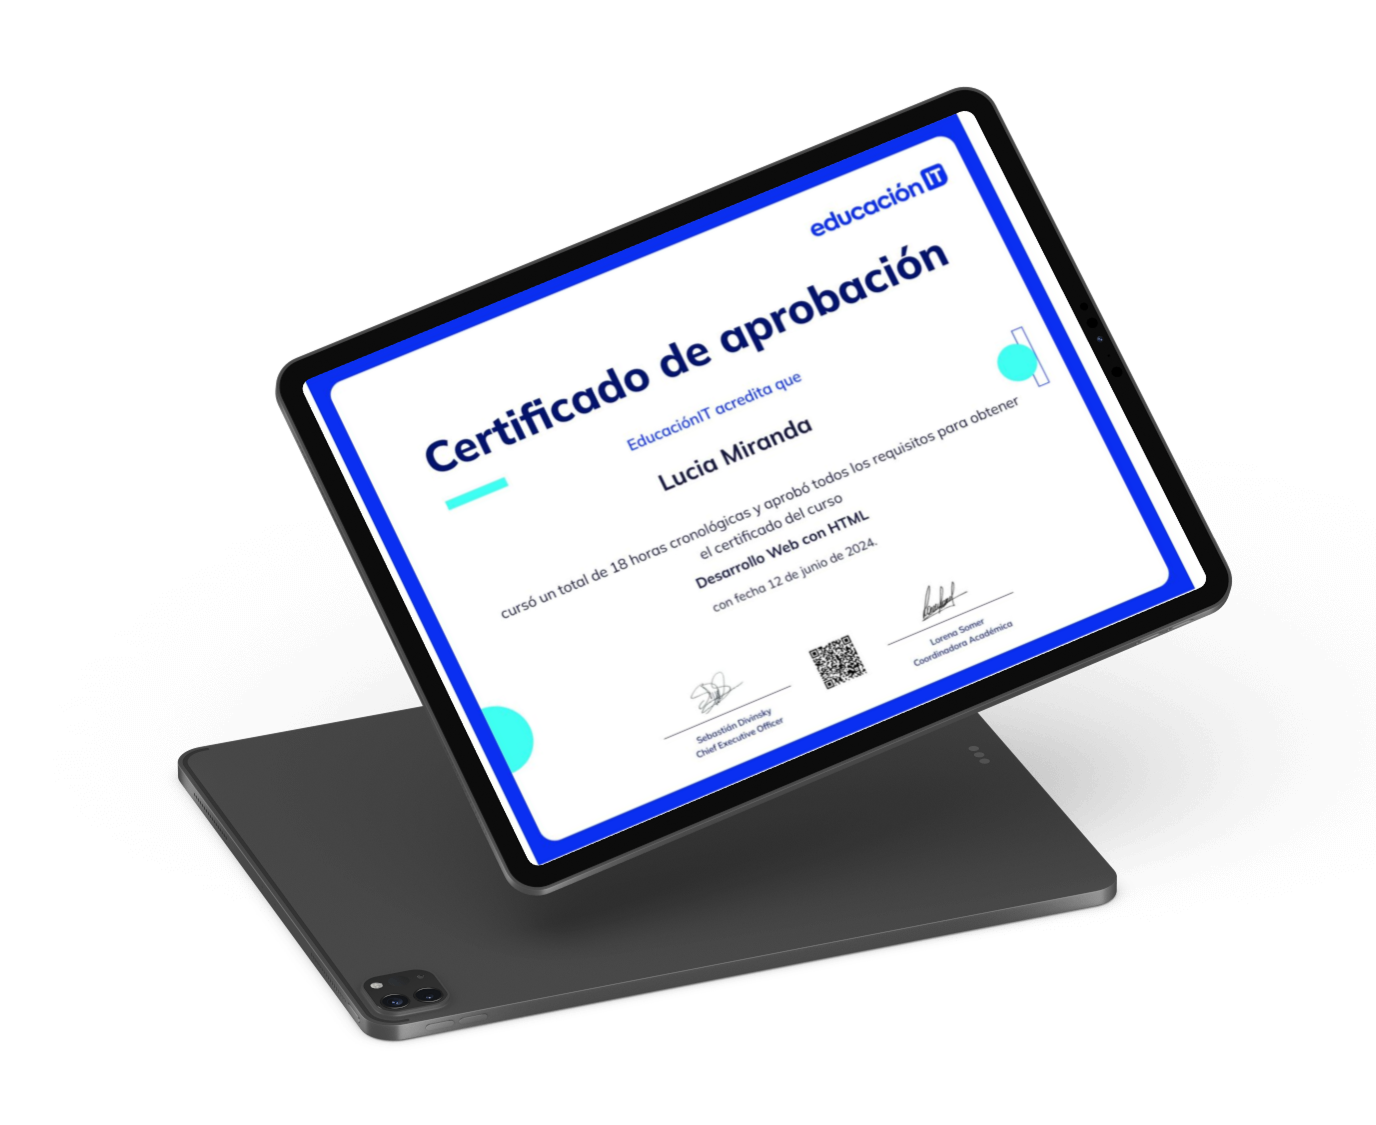 educación IT
Certificado de aprobación
EducaciónIT acredita que
Lucia Miranda
cursó un total de 18 horas cronológicas y aprobó todos los requisitos para obtener
el certificado del curso
Desarrollo Web con HTML
con fecha 12 de junio de 2024.
Sebastián Divinsky
Chief Executive Officer
Lorena Somer
Coordinadora Académica